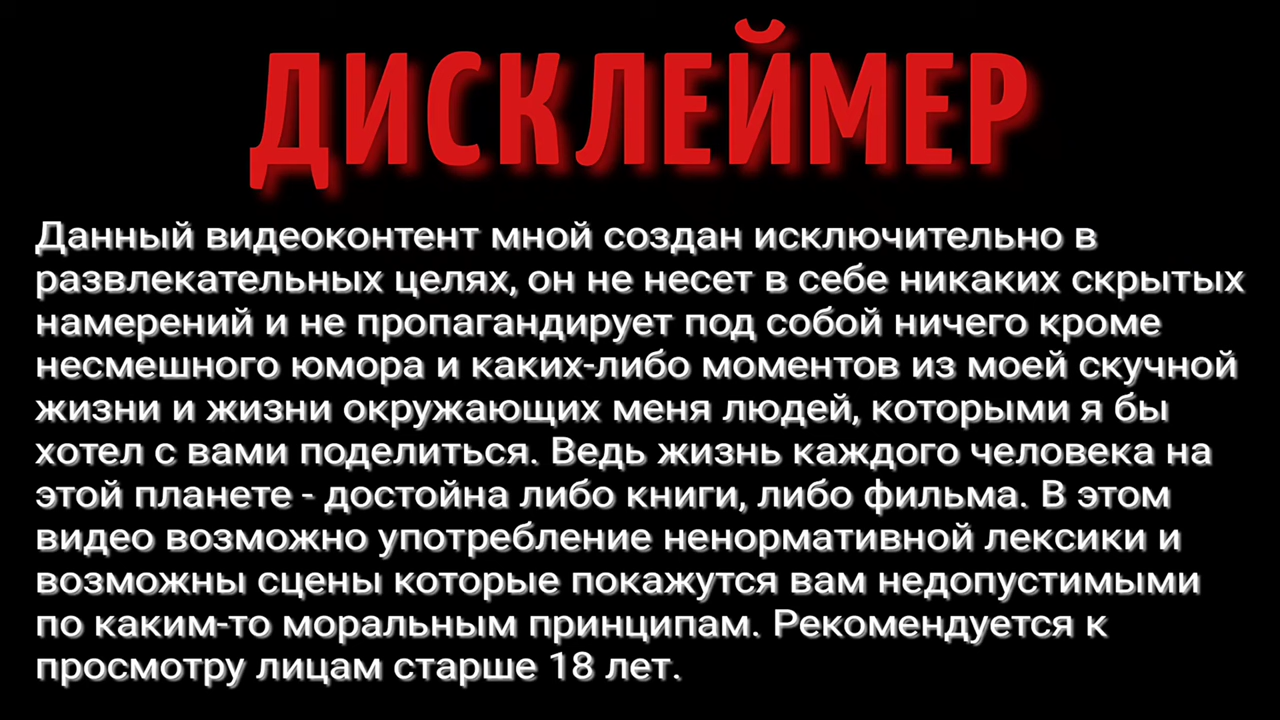 ДИСКЛЕЙМЕР
Данный видеоконтент мной создан исключительно в
развлекательных целях, он не несет в себе никаких скрытых
намерений и не пропагандирует под собой ничего кроме
несмешного юмора и каких-либо моментов из моей скучной
жизни и жизни окружающих меня людей, которыми я бы
хотел с вами поделиться. Ведь жизнь каждого человека на
этой планете - достойна либо книги, либо фильма. В этом
видео возможно употребление ненормативной лексики и
возможны сцены которые покажутся вам недопустимыми
по каким-то моральным принципам. Рекомендуется к
просмотру лицам старше 18 лет.